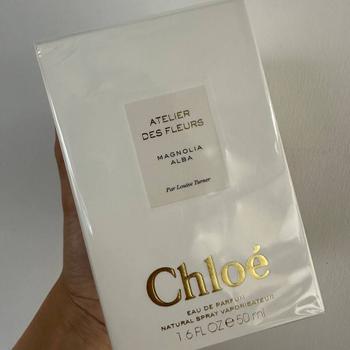 ATELIER
DES FLEURS
MAGNOLIA
ALBA
Par Louise Turner
Chloé
EAU DE PARFUM
NATURAL SPRAY VAPORISATEUR
1.6 FL OZ ℮ 50 ml